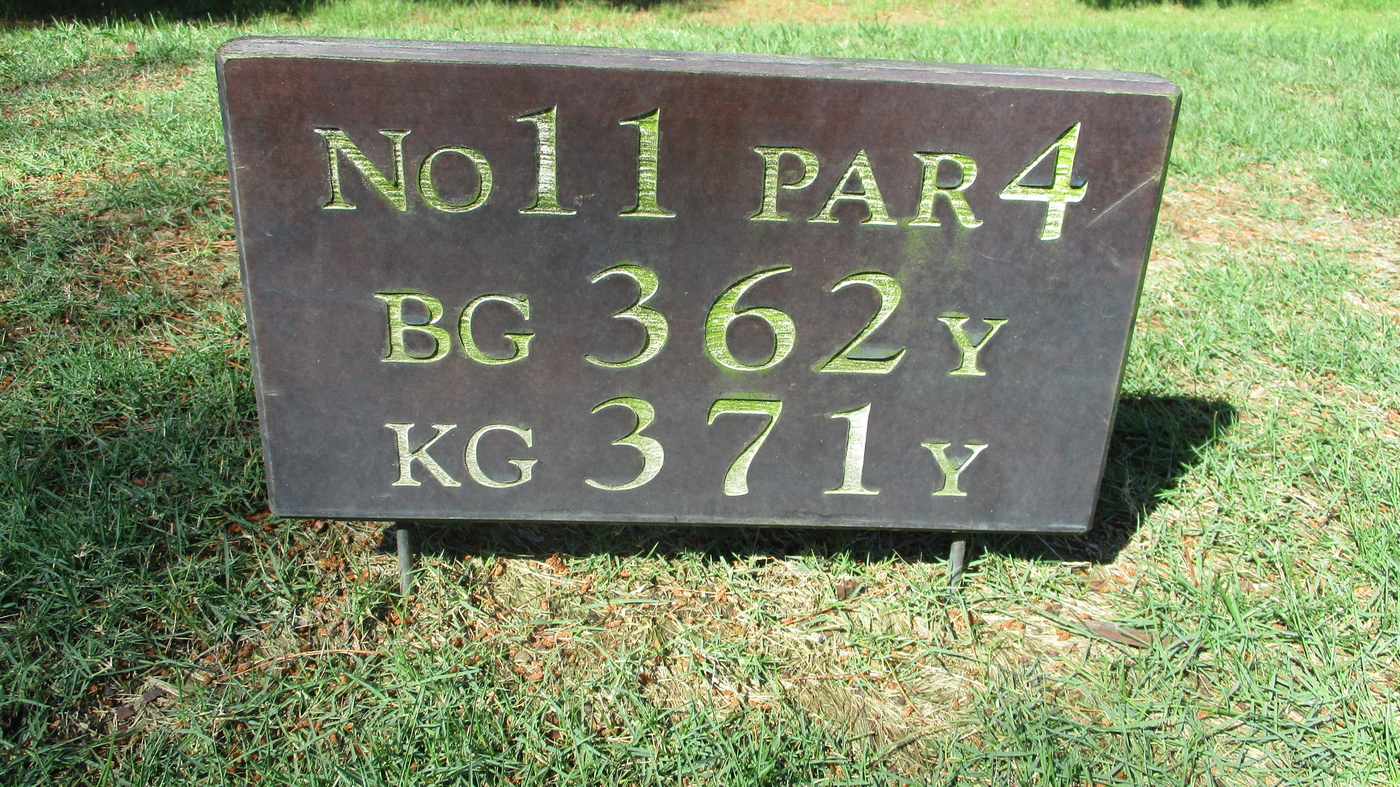 No 11 PAR 4
BG 362 Y
KG 371 Y